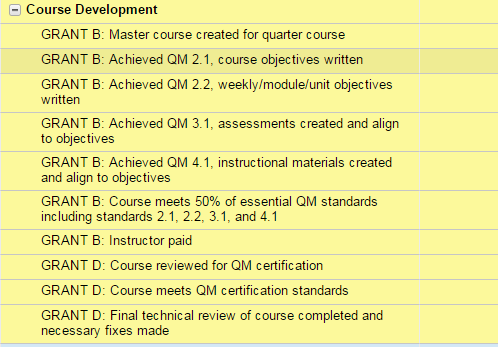 Course Development
GRANT B: Master course created for quarter course
GRANT B: Achieved QM 2.1, course objectives written
GRANT B: Achieved QM 2.2, weekly/module/unit objectives
written
GRANT B: Achieved QM 3.1, assessments created and align
to objectives
GRANT B: Achieved QM 4.1, instructional materials created
and align to objectives
GRANT B: Course meets 50% of essential QM standards
including standards 2.1, 2.2, 3.1, and 4.1
GRANT B: Instructor paid
GRANT D: Course reviewed for QM certification
GRANT D: Course meets QM certification standards
GRANT D: Final technical review of course completed and
necessary fixes made